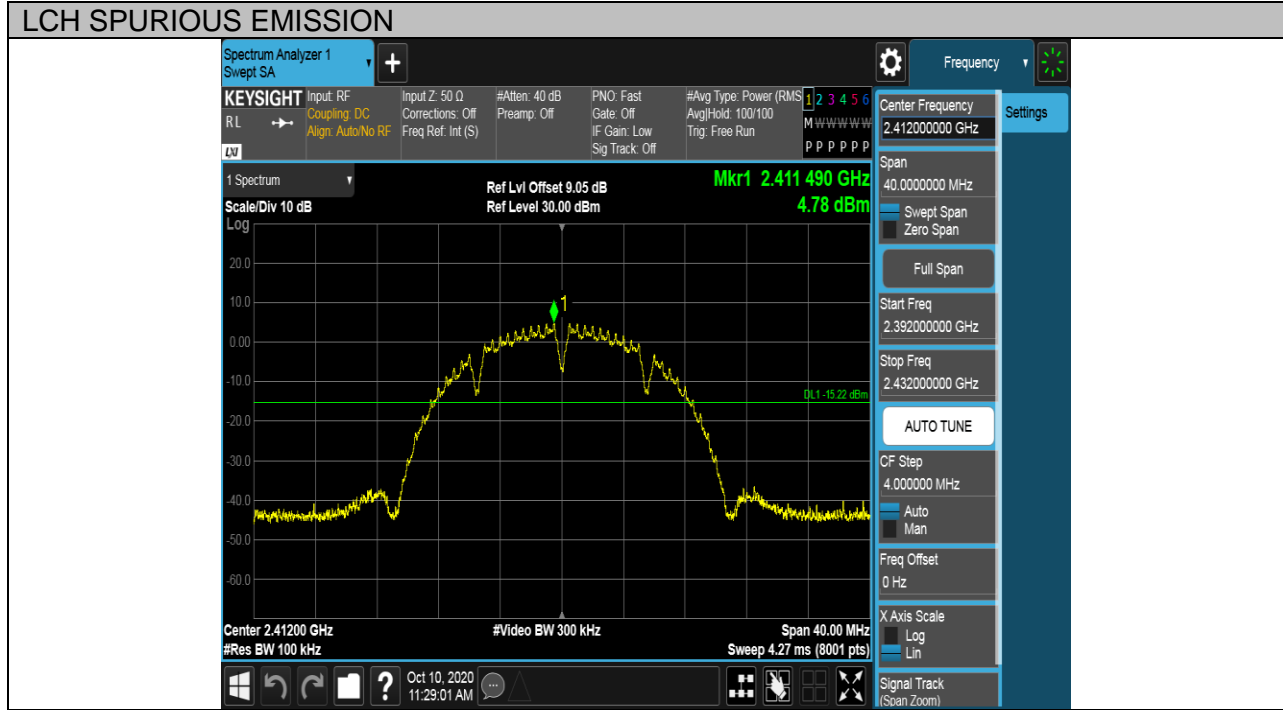 LCH SPURIOUS EMISSION
Spectrum Analyzer 1
Swept SA
+
Frequency
KEYSIGHT
RL
LXI
Input: RF
Coupling: DC
Align: Auto/No RF
Input Z: 50 Ω
Corrections: Off
Freq Ref: Int (S)
#Atten: 40 dB
Preamp: Off
PNO: Fast
Gate: Off
IF Gain: Low
Sig Track: Off
#Avg Type: Power (RMS
Avg|Hold: 100/100
Trig: Free Run
1 2 3 4 5 6
M W W W W W
P P P P P P
1 Spectrum
Scale/Div 10 dB
Ref Lvl Offset 9.05 dB
Ref Level 30.00 dBm
Mkr1 2.411 490 GHz
4.78 dBm
Log
20.0
10.0
0.00
-10.0
-20.0
-30.0
-40.0
-50.0
-60.0
1
DL1 -15.22 dBm
Center 2.41200 GHz
#Res BW 100 kHz
#Video BW 300 kHz
Span 40.00 MHz
Sweep 4.27 ms (8001 pts)
?
Oct 10, 2020
11:29:01 AM
Center Frequency
2.412000000 GHz
Settings
Span
40.0000000 MHz
Swept Span
Zero Span
Full Span
Start Freq
2.392000000 GHz
Stop Freq
2.432000000 GHz
AUTO TUNE
CF Step
4.000000 MHz
Auto
Man
Freq Offset
0 Hz
X Axis Scale
Log
Lin
Signal Track
(Span Zoom)